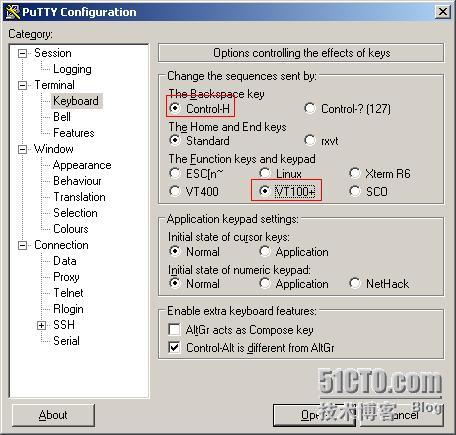 PuTTY Configuration
Category:
Session
Logging
Terminal
Keyboard
Bell
Features
Window
Appearance
Behaviour
Translation
Selection
Colours
Connection
Data
Proxy
Telnet
Rlogin
SSH
Serial
Options controlling the effects of keys
Change the sequences sent by:
The Backspace key
Control-H Control-? (127)
The Home and End keys
Standard rxvt
The Function keys and keypad
ESC[n~ Linux Xterm R6
VT400 VT100+ SCO
Application keypad settings:
Initial state of cursor keys:
Normal Application
Initial state of numeric keypad:
Normal Application NetHack
Enable extra keyboard features:
AltGr acts as Compose key
Control-Alt is different from AltGr
About Open Cancel
51CTO.com
技术博客 Blog